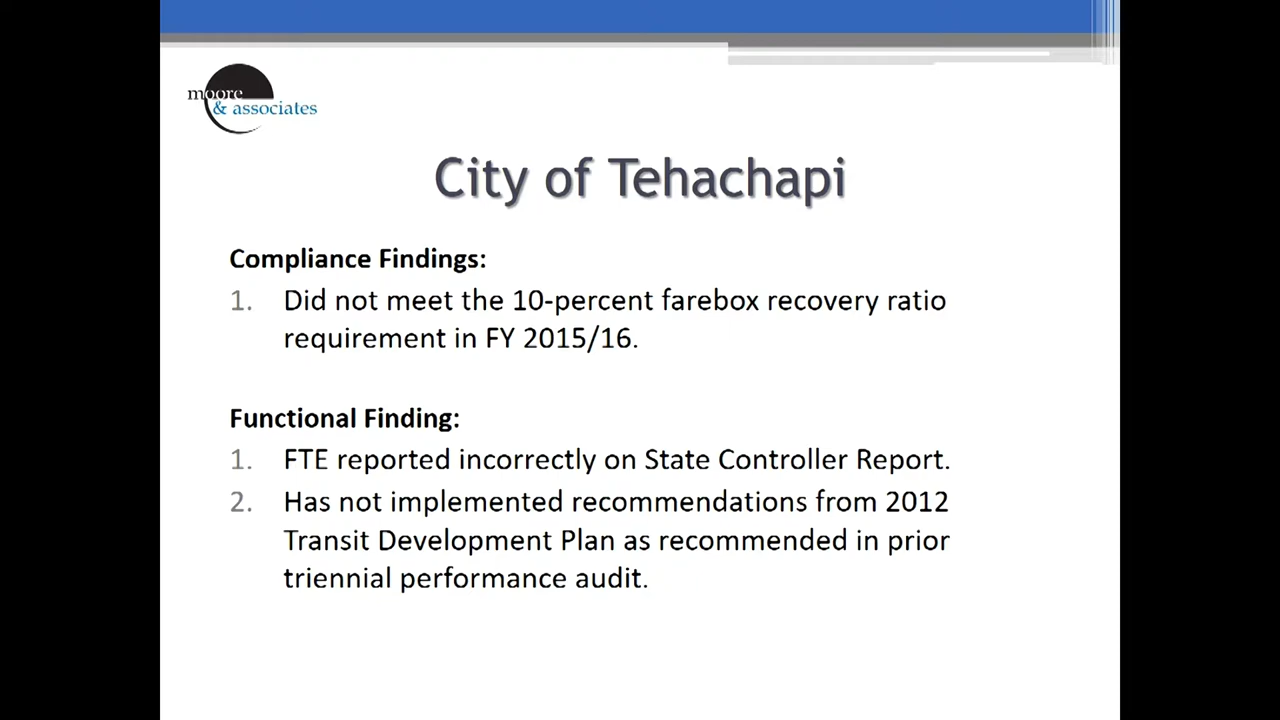 moore
& associates
City of Tehachapi
Compliance Findings:
1. Did not meet the 10-percent farebox recovery ratio
requirement in FY 2015/16.
Functional Finding:
1. FTE reported incorrectly on State Controller Report.
2. Has not implemented recommendations from 2012
Transit Development Plan as recommended in prior
triennial performance audit.